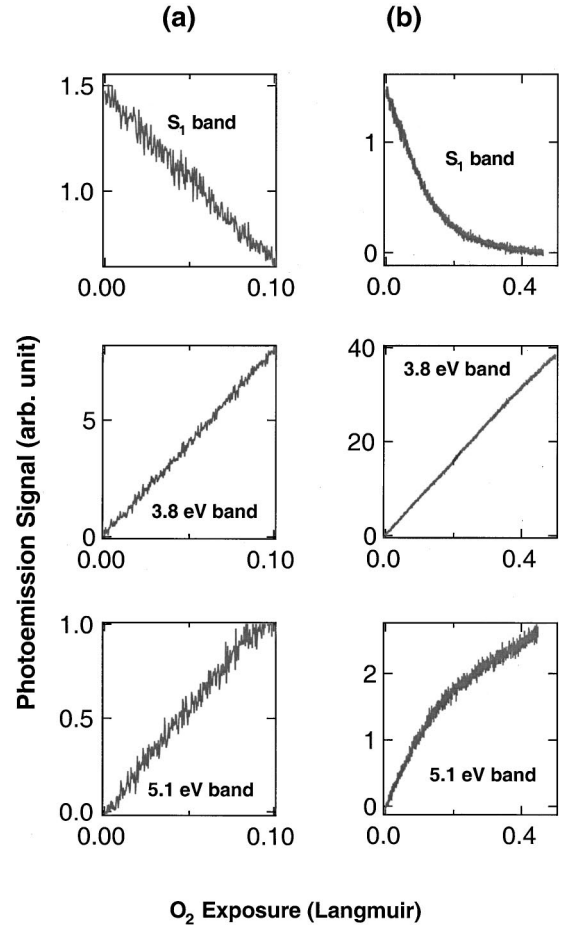 (a) (b)
1.5
1.0
S1 band
0.00 0.10
1
0
S1 band
0.0 0.4
5
0
3.8 eV band
0.00 0.10
40
20
0
3.8 eV band
0.0 0.4
1.0
0.5
0.0
5.1 eV band
0.00 0.10
2
1
0
5.1 eV band
0.0 0.4
Photoemission Signal (arb. unit)
O2 Exposure (Langmuir)